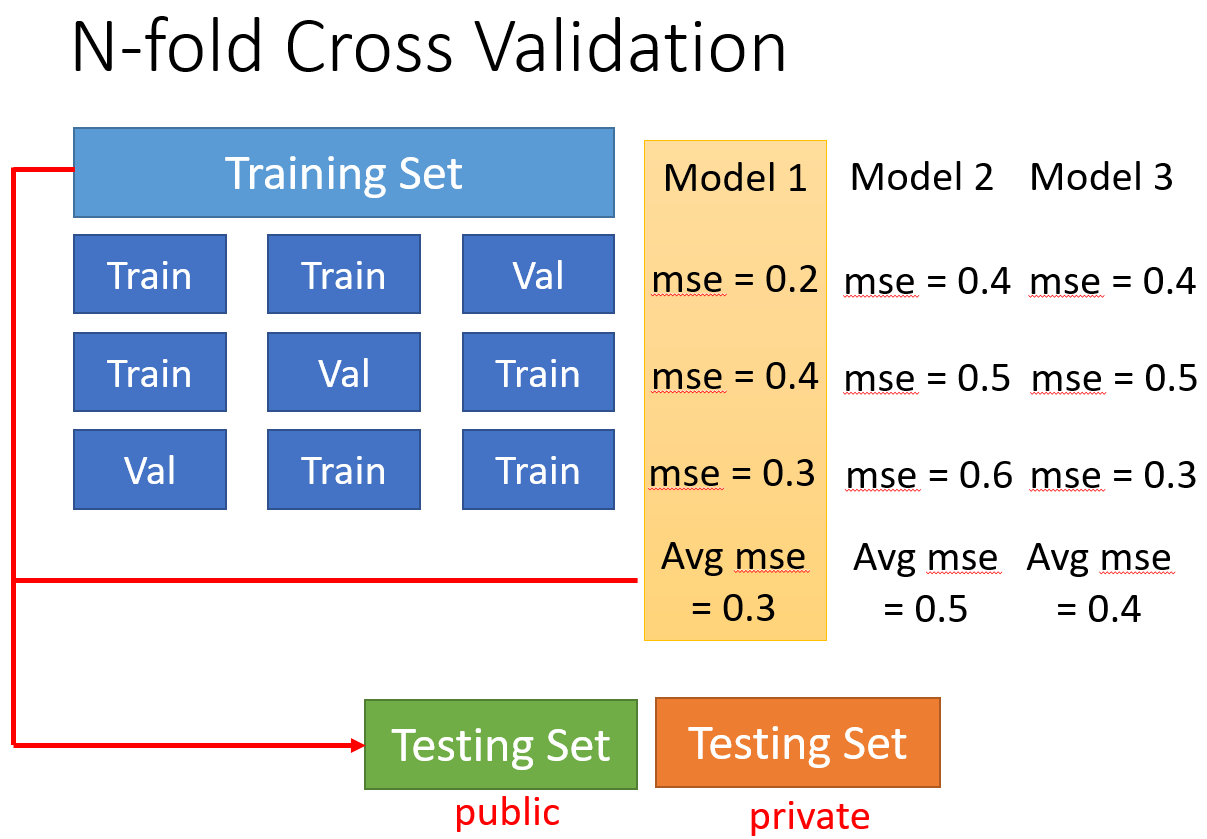 N-fold Cross Validation
Training Set
Model 1 Model 2 Model 3
Train Train Val mse = 0.2 mse = 0.4 mse = 0.4
Train Val Train mse = 0.4 mse = 0.5 mse = 0.5
Val Train Train mse = 0.3 mse = 0.6 mse = 0.3
Avg mse Avg mse Avg mse
= 0.3 = 0.5 = 0.4
Testing Set Testing Set
public private